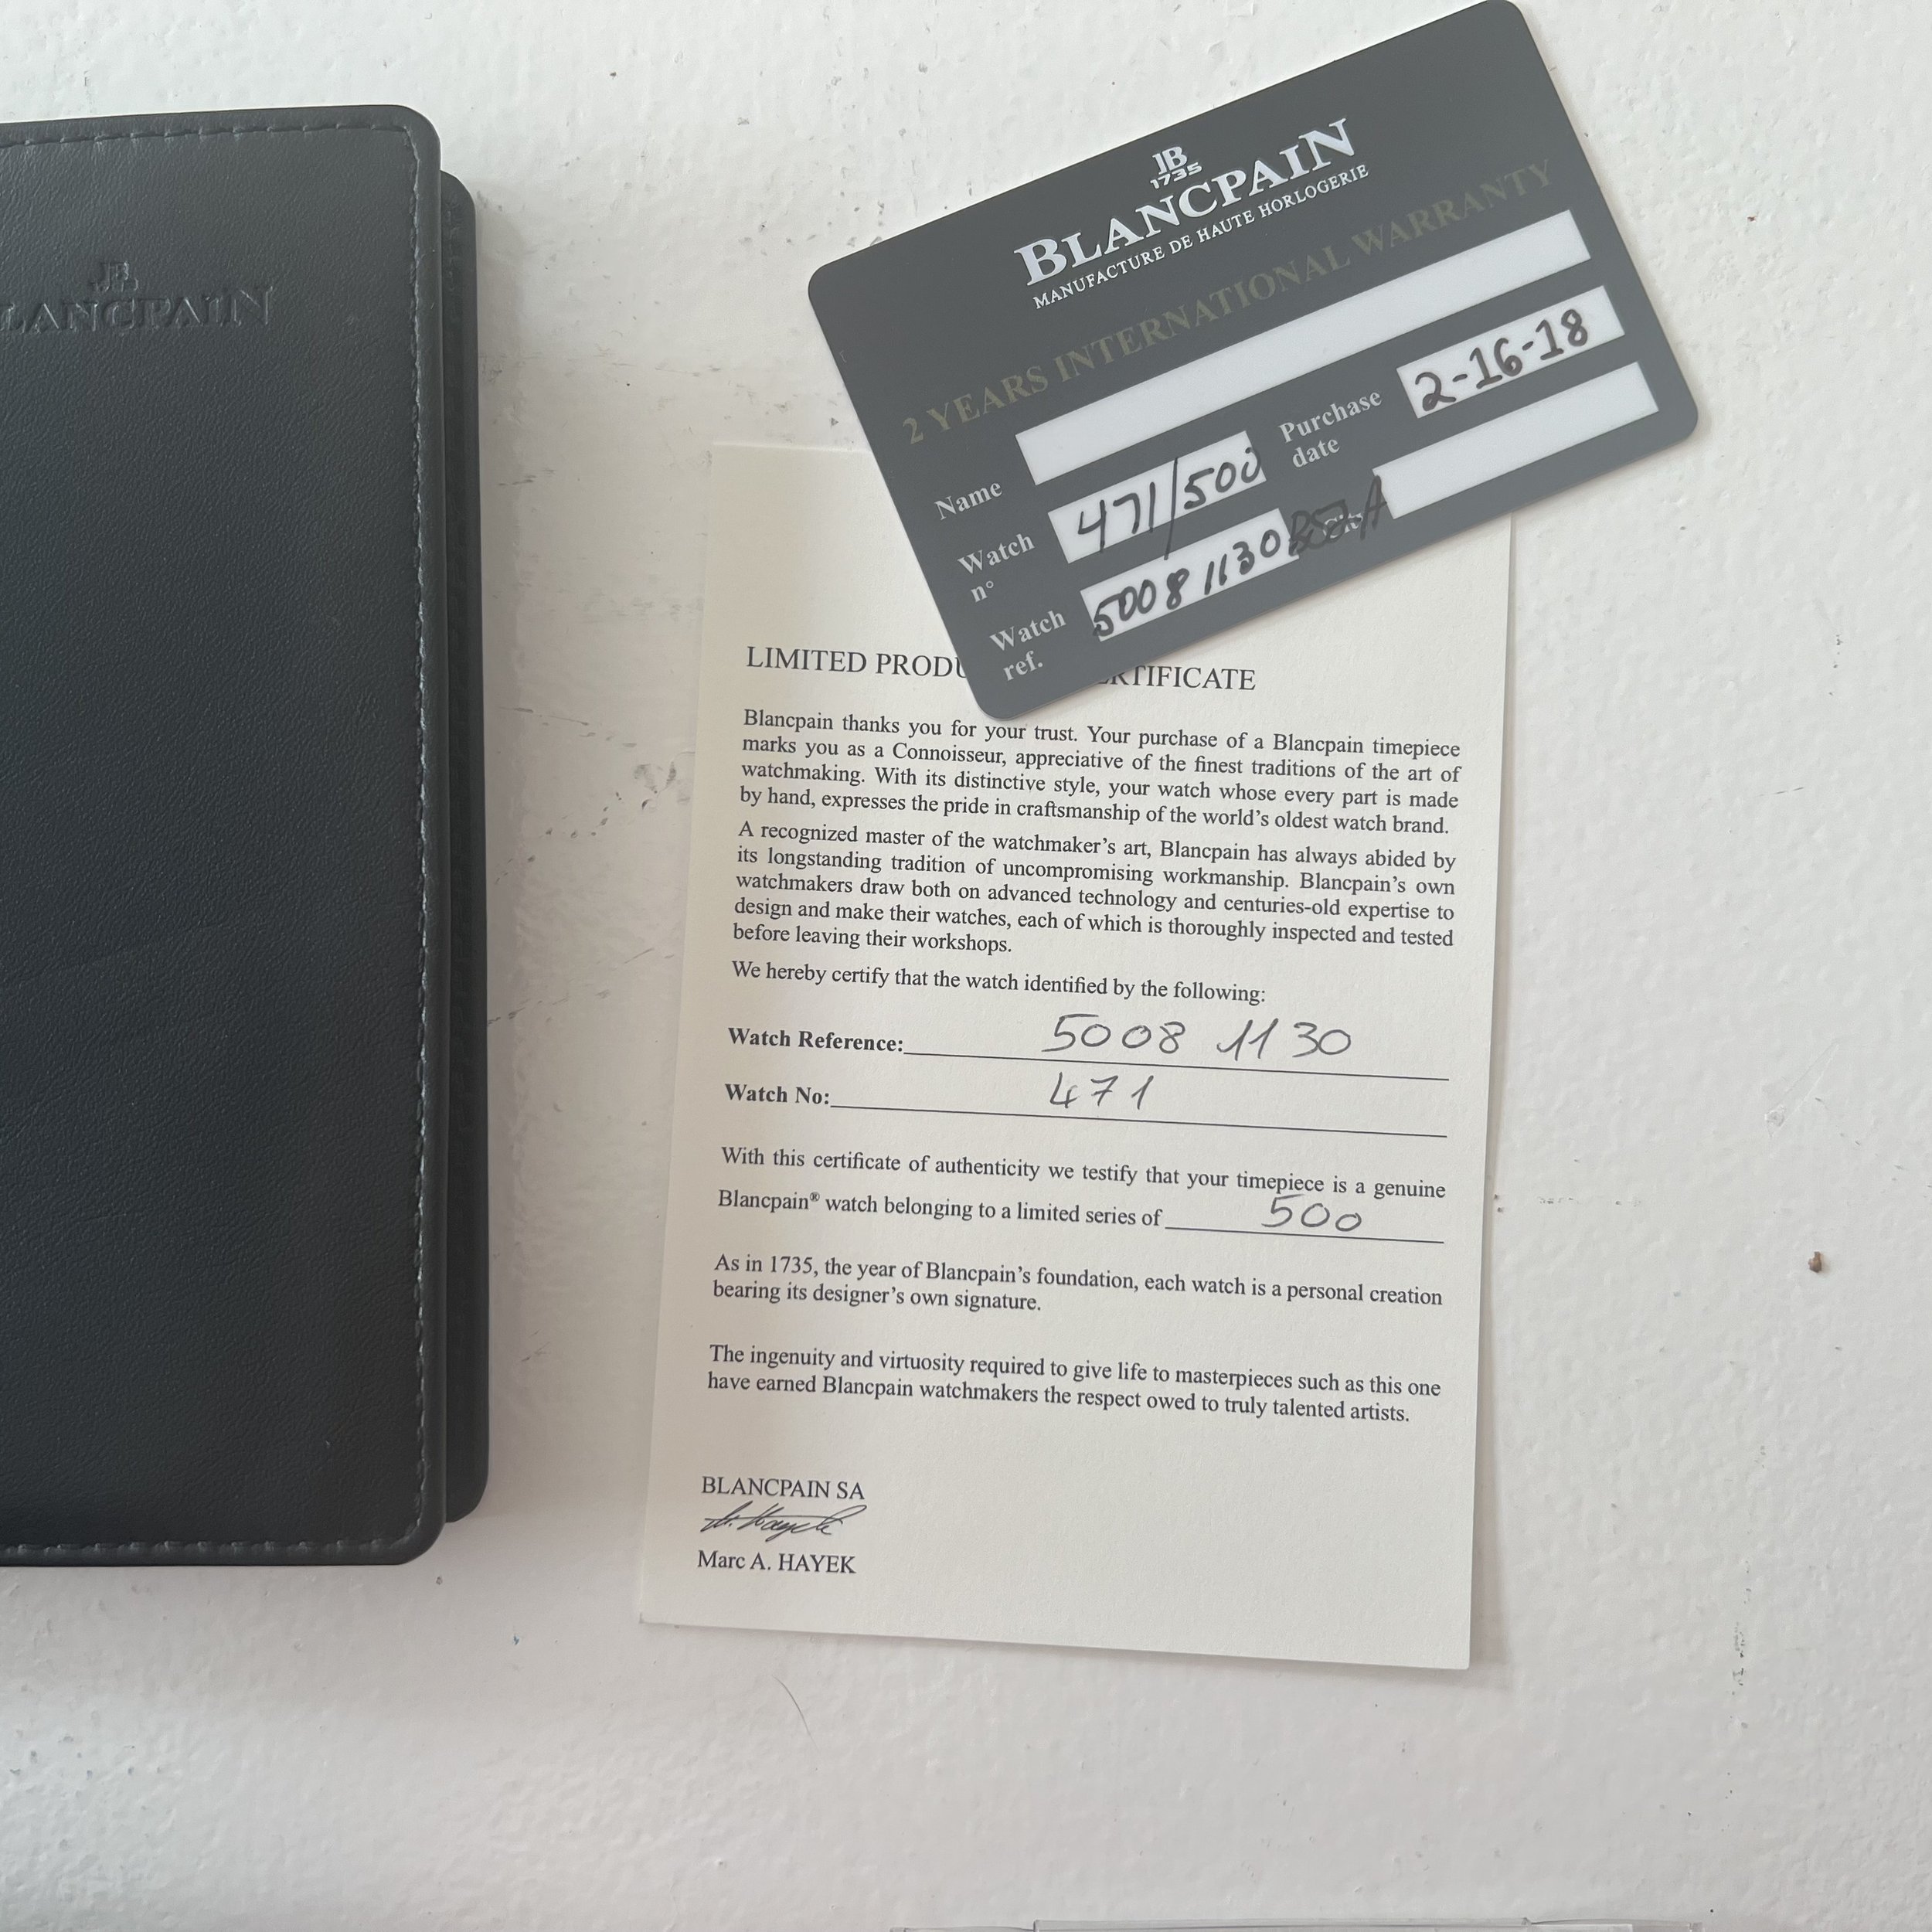 JB
LANCPAIN
JB
1735
BLANCPAIN
MANUFACTURE DE HAUTE HORLOGERIE
2 YEARS INTERNATIONAL WARRANTY
Name
Watch n° 471/500 Purchase date 2-16-18
Watch ref. 5008 1130 B52A
LIMITED PRODU RTIFICATE
Blancpain thanks you for your trust. Your purchase of a Blancpain timepiece
marks you as a Connoisseur, appreciative of the finest traditions of the art of
watchmaking. With its distinctive style, your watch whose every part is made
by hand, expresses the pride in craftsmanship of the world's oldest watch brand.
A recognized master of the watchmaker's art, Blancpain has always abided by
its longstanding tradition of uncompromising workmanship. Blancpain's own
watchmakers draw both on advanced technology and centuries-old expertise to
design and make their watches, each of which is thoroughly inspected and tested
before leaving their workshops.
We hereby certify that the watch identified by the following:
Watch Reference: 5008 1130
Watch No: 471
With this certificate of authenticity we testify that your timepiece is a genuine
Blancpain® watch belonging to a limited series of 500
As in 1735, the year of Blancpain's foundation, each watch is a personal creation
bearing its designer's own signature.
The ingenuity and virtuosity required to give life to masterpieces such as this one
have earned Blancpain watchmakers the respect owed to truly talented artists.
BLANCPAIN SA
Marc A. HAYEK